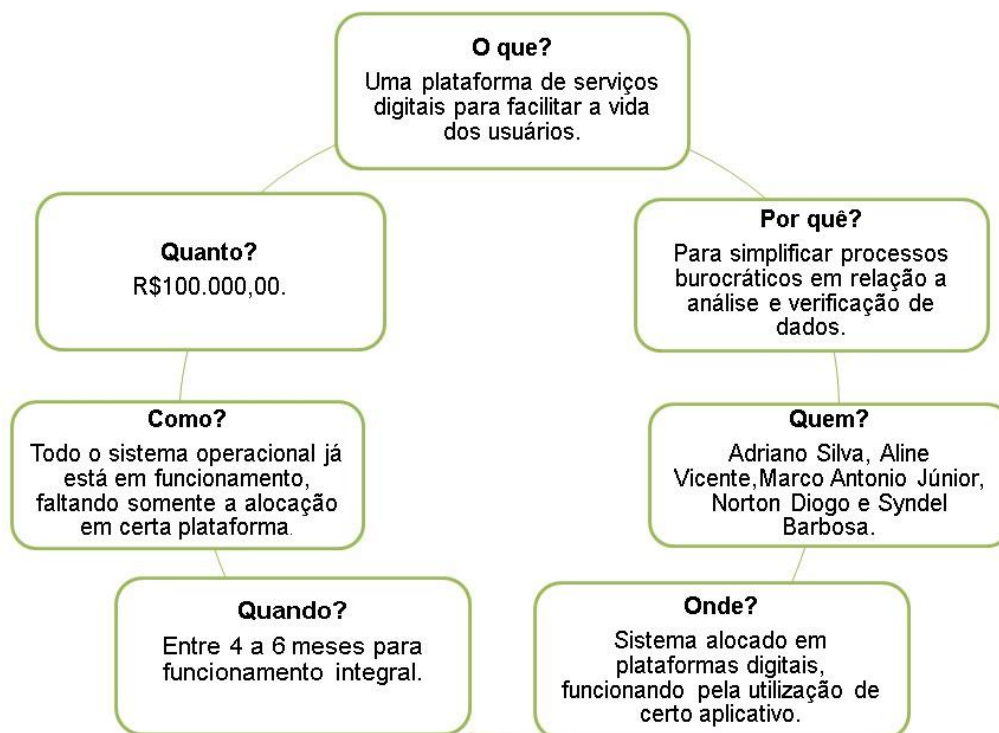 O que?
Uma plataforma de serviços
digitais para facilitar a vida
dos usuários.
Por quê?
Para simplificar processos
burocráticos em relação a
análise e verificação de
dados.
Quem?
Adriano Silva, Aline
Vicente,Marco Antonio Júnior,
Norton Diogo e Syndel
Barbosa.
Onde?
Sistema alocado em
plataformas digitais,
funcionando pela utilização de
certo aplicativo.
Quando?
Entre 4 a 6 meses para
funcionamento integral.
Como?
Todo o sistema operacional já
está em funcionamento,
faltando somente a alocação
em certa plataforma.
Quanto?
R$100.000,00.